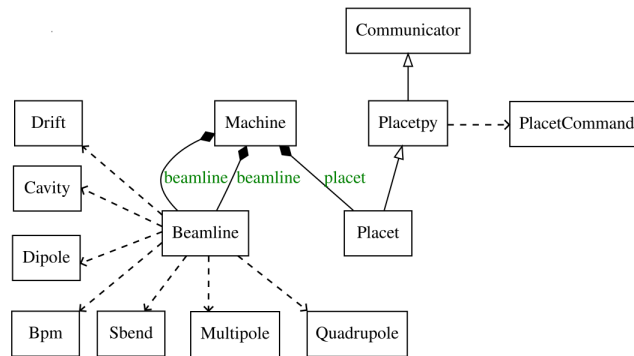 Communicator
Drift
Machine
Placetpy
PlacetCommand
Cavity
beamline
beamline
placet
Beamline
Placet
Dipole
Bpm
Sbend
Multipole
Quadrupole